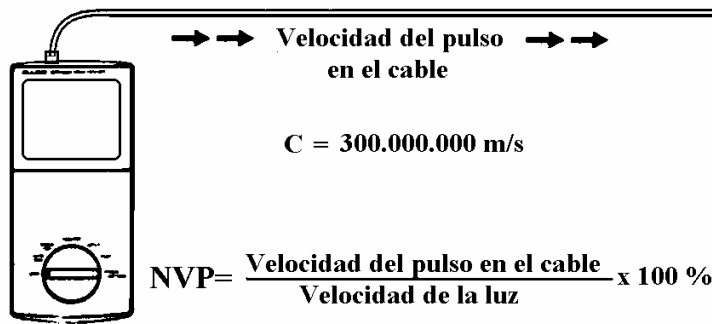 Velocidad del pulso
en el cable
C = 300.000.000 m/s
NVP= Velocidad del pulso en el cable x 100 %
Velocidad de la luz